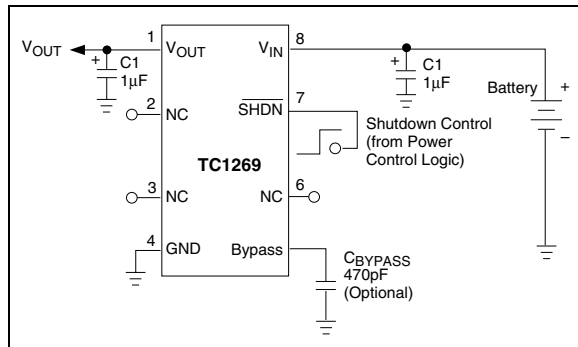 1
VOUT
VOUT
C1
1μF
2
NC
3
NC
4
GND
TC1269
VIN
8
C1
1μF
Battery
+
–
7
SHDN
Shutdown Control
(from Power
Control Logic)
6
NC
Bypass
CBYPASS
470pF
(Optional)
+
+